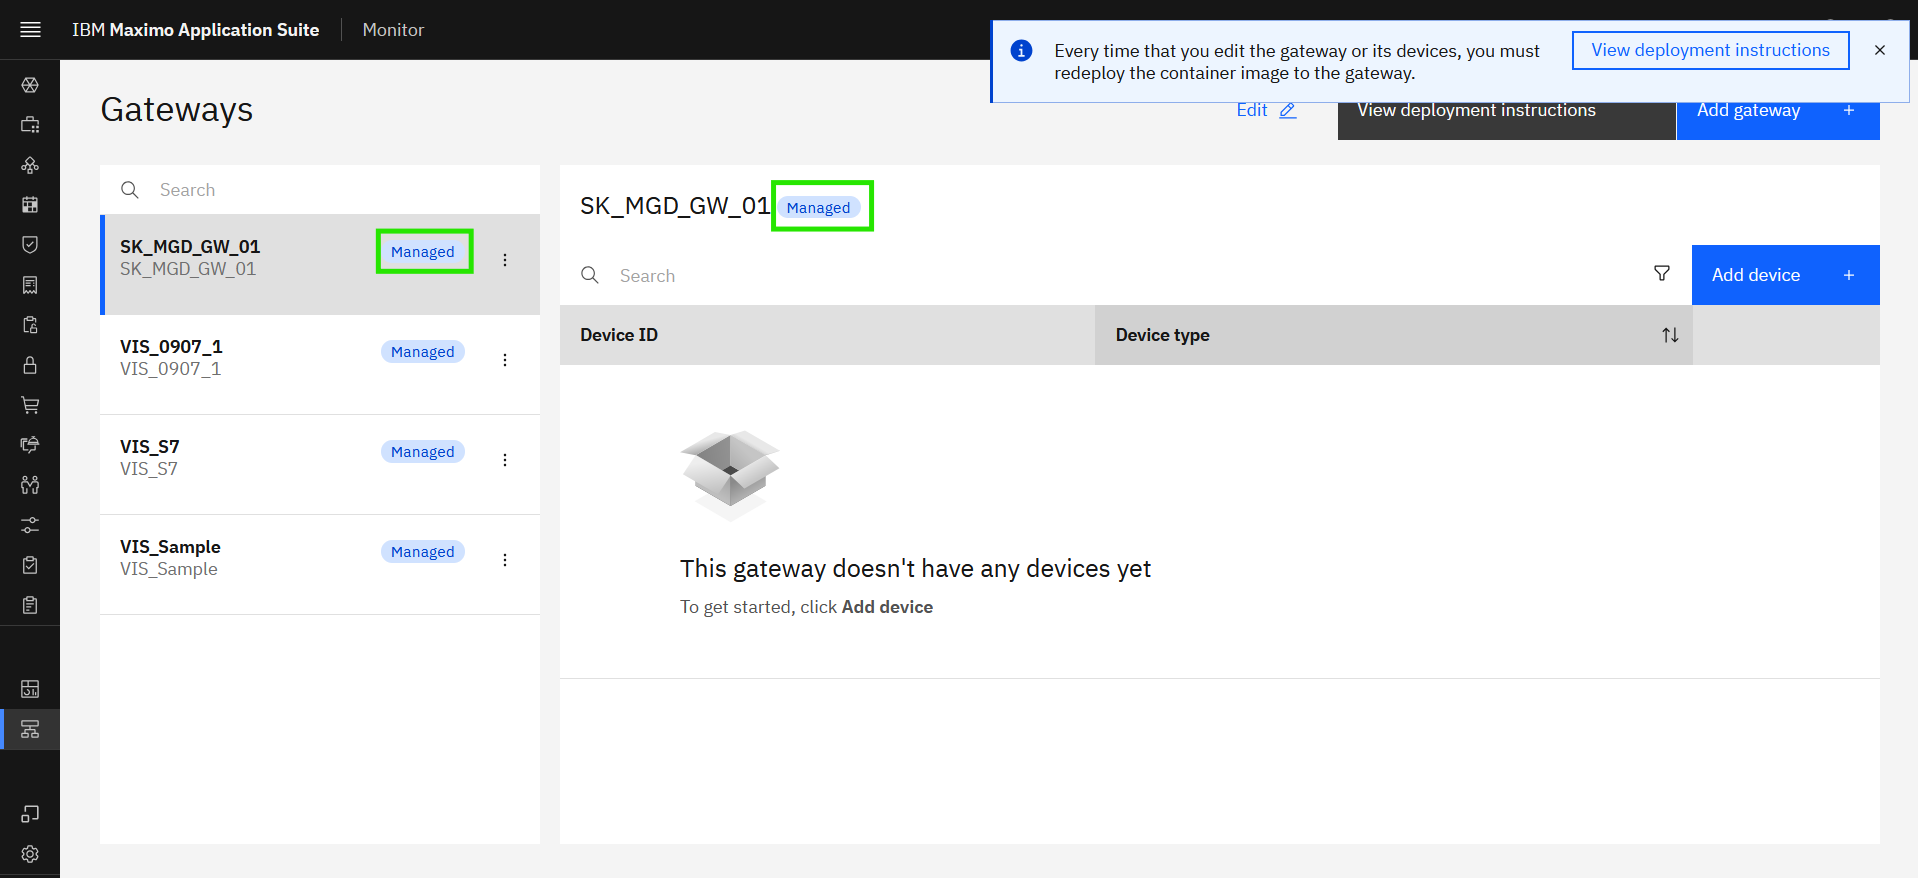 IBM Maximo Application Suite
Monitor
Every time that you edit the gateway or its devices, you must
redeploy the container image to the gateway.
View deployment instructions
Gateways
Edit
View deployment instructions
Add gateway
Search
SK_MGD_GW_01
SK_MGD_GW_01
Managed
VIS_0907_1
VIS_0907_1
Managed
VIS_S7
VIS_S7
Managed
VIS_Sample
VIS_Sample
Managed
SK_MGD_GW_01 Managed
Search
Add device
Device ID
Device type
This gateway doesn't have any devices yet
To get started, click Add device